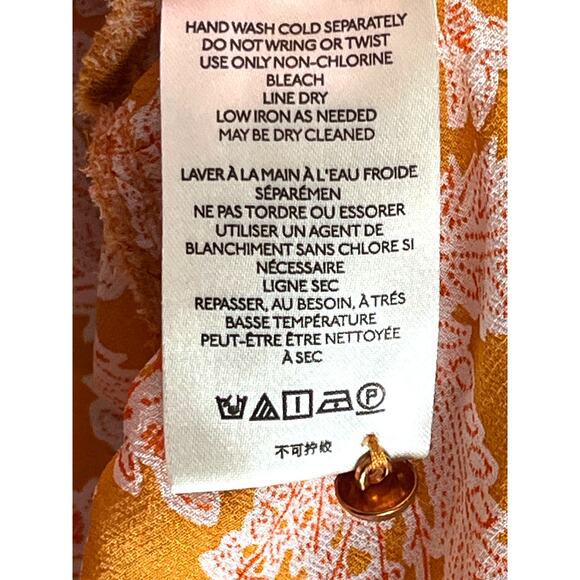 HAND WASH COLD SEPARATELY
DO NOT WRING OR TWIST
USE ONLY NON-CHLORINE
BLEACH
LINE DRY
LOW IRON AS NEEDED
MAY BE DRY CLEANED
LAVER À LA MAIN À L'EAU FROIDE
SÉPARÉMEN
NE PAS TORDRE OU ESSORER
UTILISER UN AGENT DE
BLANCHIMENT SANS CHLORE SI
NÉCESSAIRE
LIGNE SEC
REPASSER, AU BESOIN, À TRÉS
BASSE TEMPÉRATURE
PEUT-ÊTRE ÊTRE NETTOYÉE
À SEC
P
不可拧绞